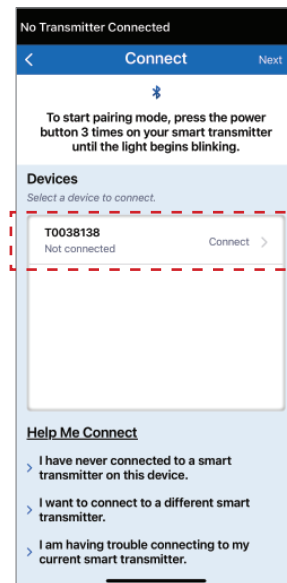 No Transmitter Connected
Connect Next
To start pairing mode, press the power
button 3 times on your smart transmitter
until the light begins blinking.
Devices
Select a device to connect.
T0038138
Not connected
Connect
Help Me Connect
I have never connected to a smart
transmitter on this device.
I want to connect to a different smart
transmitter.
I am having trouble connecting to my
current smart transmitter.